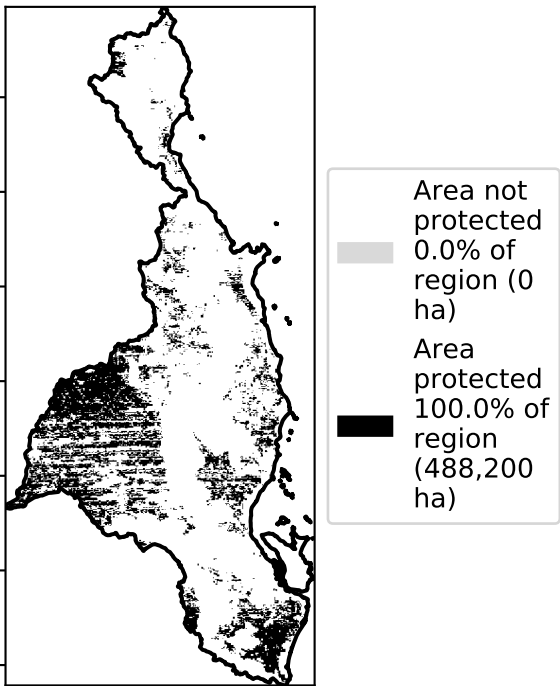 Area not
protected
0.0% of
region (0
ha)
Area
protected
100.0% of
region
(488,200
ha)